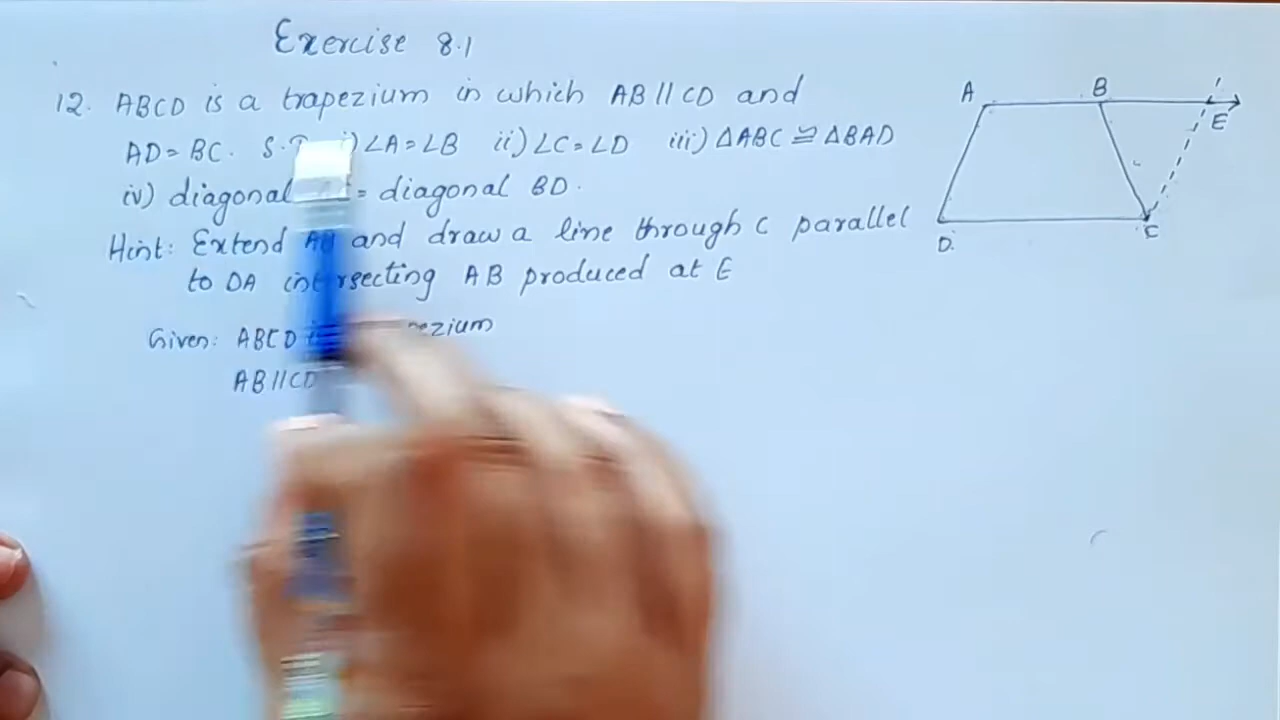 Exercise 8.1
12. ABCD is a trapezium in which AB//CD and
AD=BC. S. i) ∠A=∠B ii) ∠C=∠D iii) ΔABC ≅ ΔBAD
iv) diagonal = diagonal BD.
Hint: Extend and draw a line through C parallel
to DA intersecting AB produced at E
Given: ABCD
AB//CD
A B E
D. C